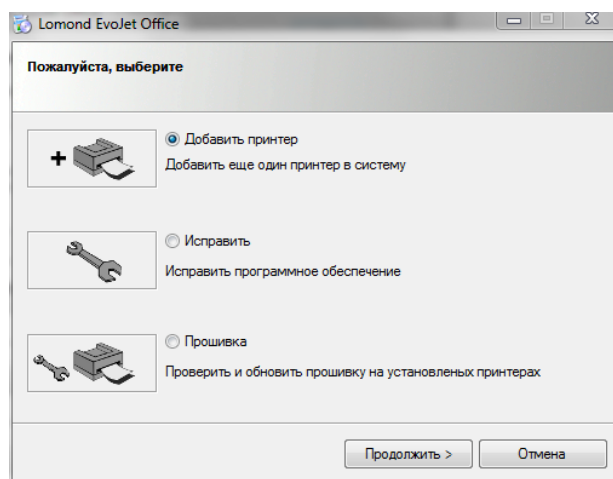 Lomond EvoJet Office
Пожалуйста, выберите
Добавить принтер
Добавить еще один принтер в систему
Исправить
Исправить программное обеспечение
Прошивка
Проверить и обновить прошивку на установленых принтерах
Продолжить >
Отмена